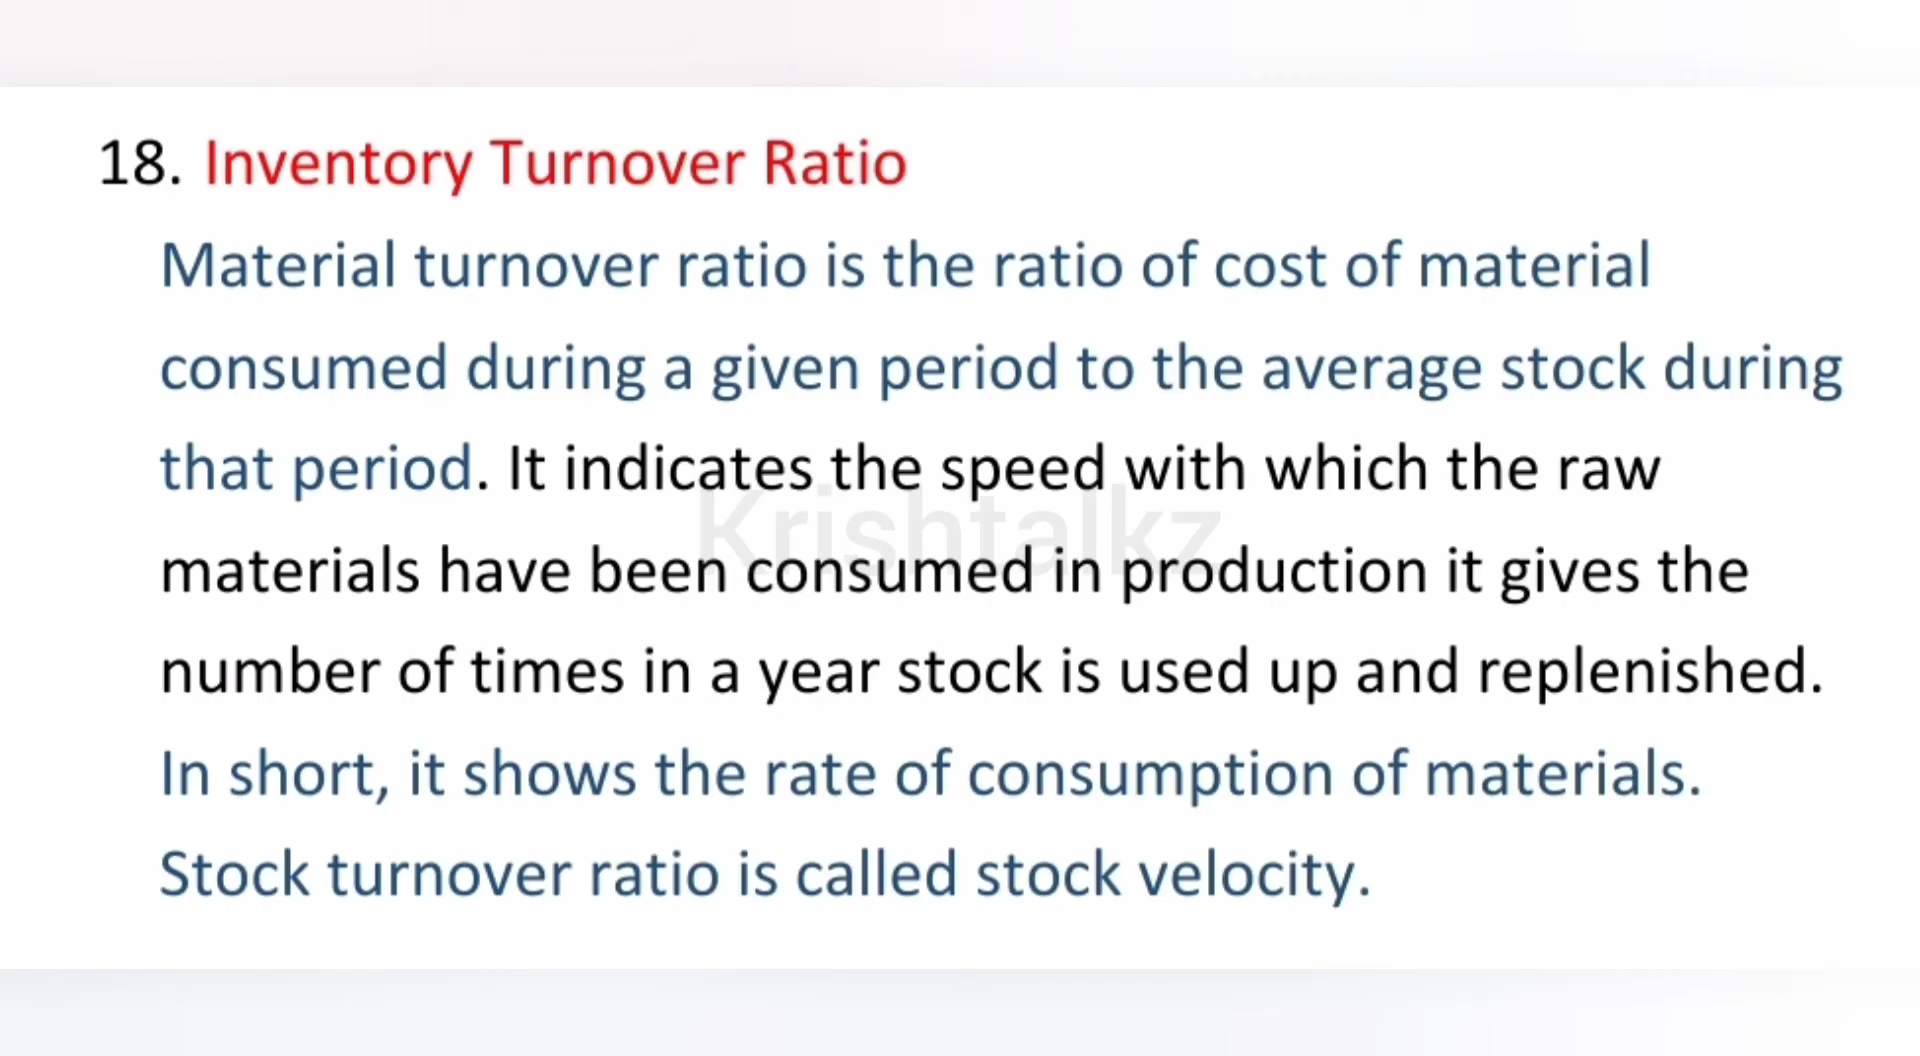 18. Inventory Turnover Ratio
Material turnover ratio is the ratio of cost of material
consumed during a given period to the average stock during
that period. It indicates the speed with which the raw
Krishtalkz
materials have been consumed in production it gives the
number of times in a year stock is used up and replenished.
In short, it shows the rate of consumption of materials.
Stock turnover ratio is called stock velocity.